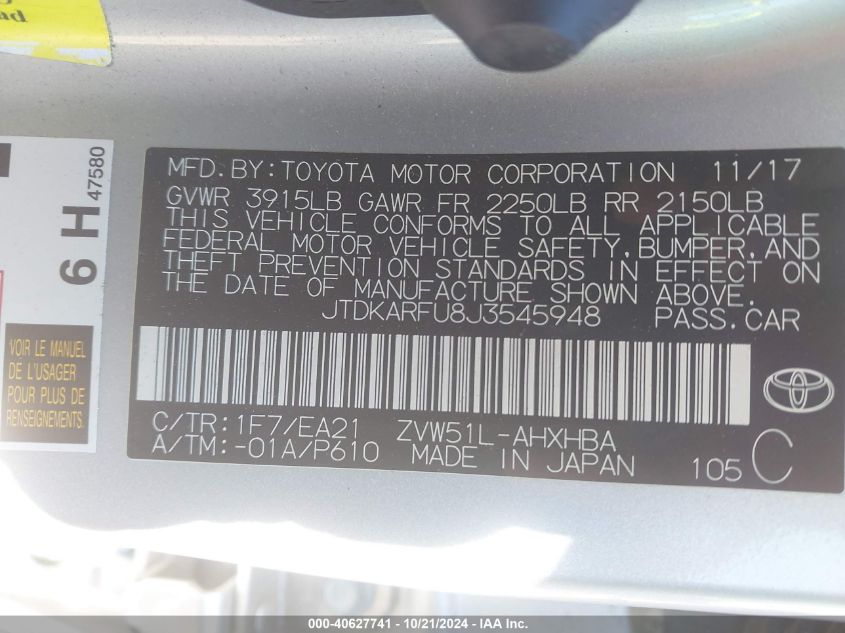 ad
6 H 47580
VOIR LE MANUEL
DE L'USAGER
POUR PLUS DE
RENSEIGNEMENTS.
MFD. BY: TOYOTA MOTOR CORPORATION 11/17
GVWR 3915LB GAWR FR 2250LB RR 2150LB
THIS VEHICLE CONFORMS TO ALL APPLICABLE
FEDERAL MOTOR VEHICLE SAFETY, BUMPER, AND
THEFT PREVENTION STANDARDS IN EFFECT ON
THE DATE OF MANUFACTURE SHOWN ABOVE.
JTDKARFU8J3545948 PASS. CAR
C/TR: 1F7/EA21 ZVW51L-AHXHBA
A/TM: -01A/P610 MADE IN JAPAN 105 C
000-40627741 - 10/21/2024 - IAA Inc.